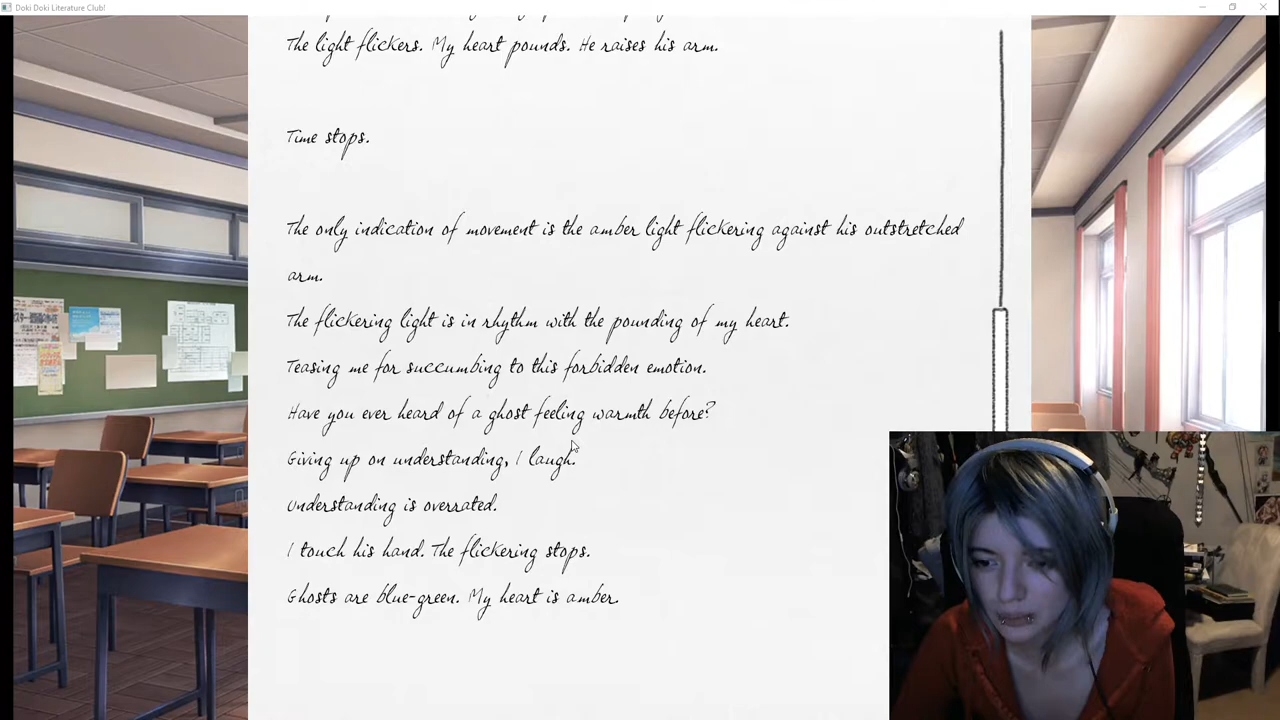 Doki Doki Literature Club!
The light flickers. My heart pounds. He raises his arm.
Time stops.
The only indication of movement is the amber light flickering against his outstretched
arm.
The flickering light is in rhythm with the pounding of my heart.
Teasing me for succumbing to this forbidden emotion.
Have you ever heard of a ghost feeling warmth before?
Giving up on understanding, I laugh.
Understanding is overrated.
I touch his hand. The flickering stops.
Ghosts are blue-green. My heart is amber.